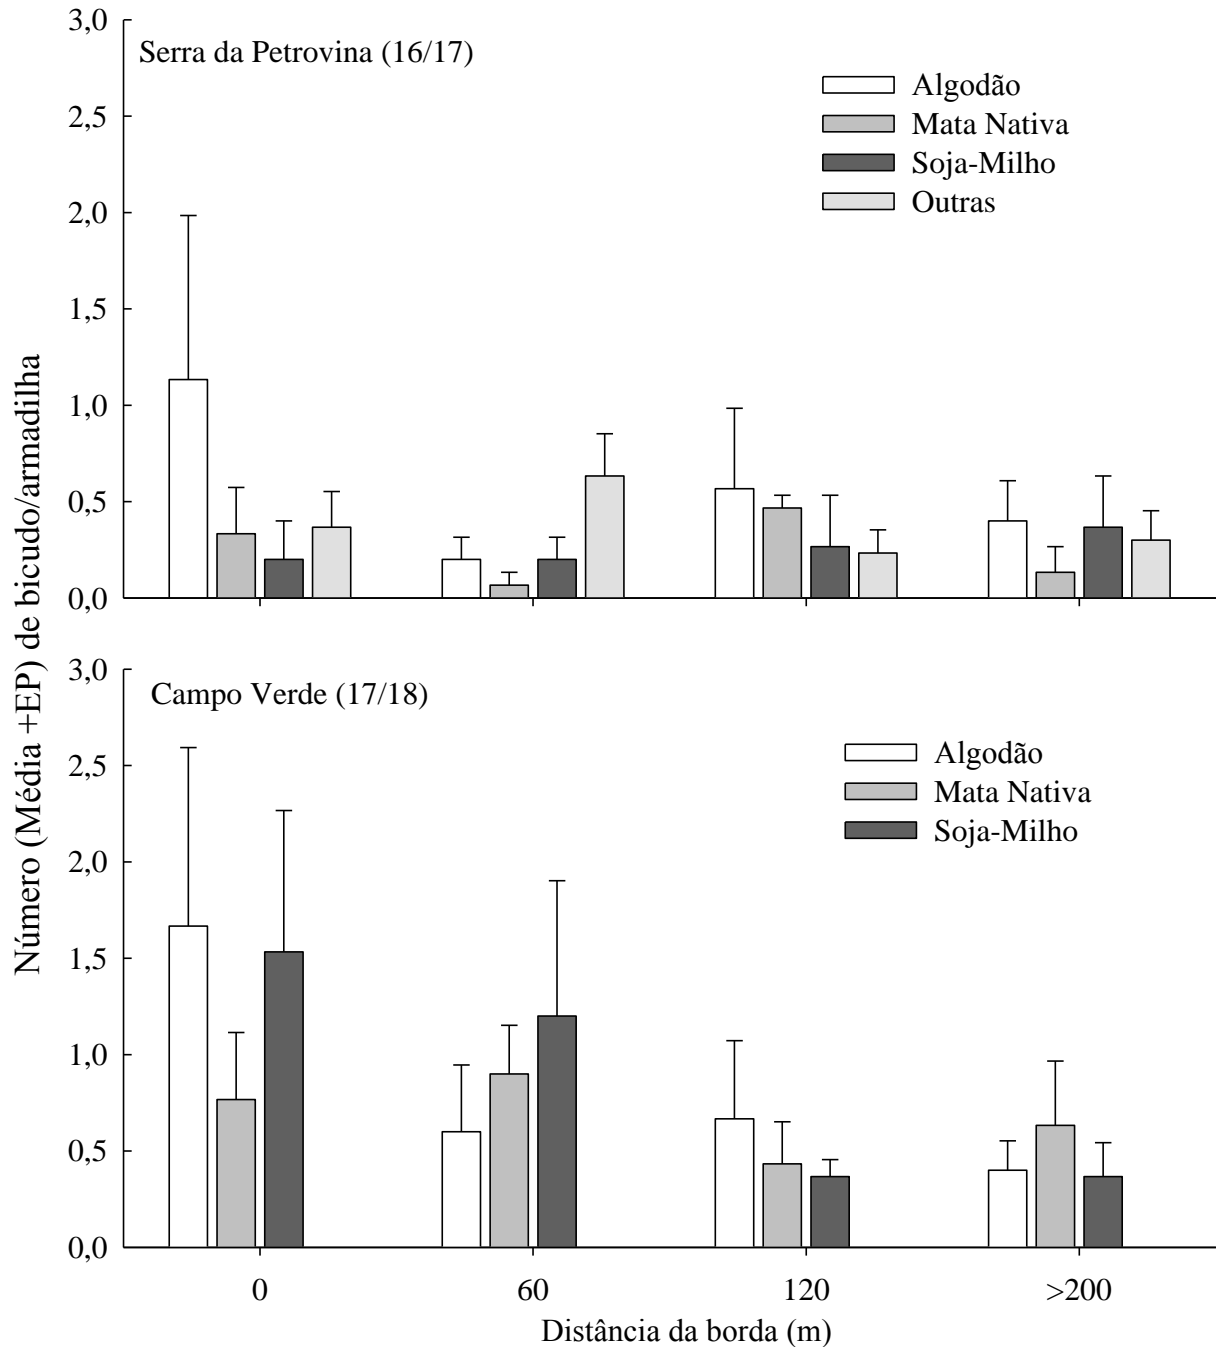 Número (Média +EP) de bicudo/armadilha
Serra da Petrovina (16/17)
3,0
2,5
2,0
1,5
1,0
0,5
0,0
Algodão
Mata Nativa
Soja-Milho
Outras
Campo Verde (17/18)
3,0
2,5
2,0
1,5
1,0
0,5
0,0
Algodão
Mata Nativa
Soja-Milho
0 60 120 >200
Distância da borda (m)